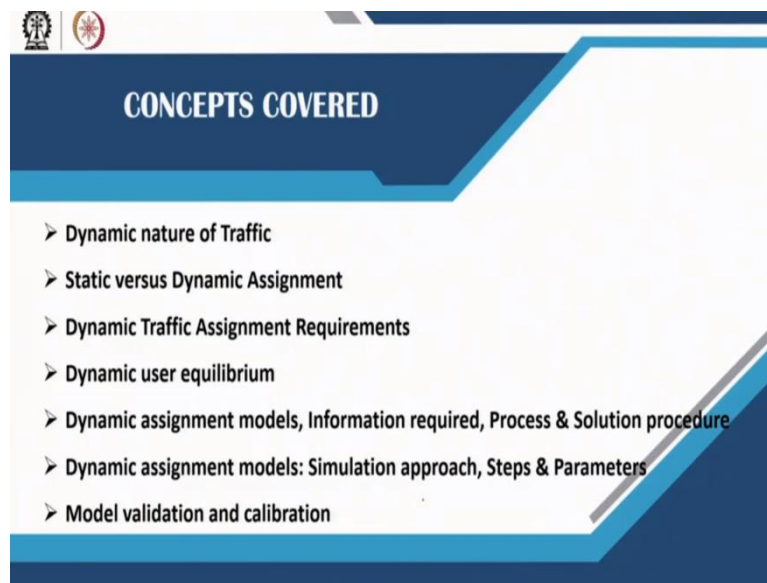 CONCEPTS COVERED
➢ Dynamic nature of Traffic
➢ Static versus Dynamic Assignment
➢ Dynamic Traffic Assignment Requirements
➢ Dynamic user equilibrium
➢ Dynamic assignment models, Information required, Process & Solution procedure
➢ Dynamic assignment models: Simulation approach, Steps & Parameters
➢ Model validation and calibration